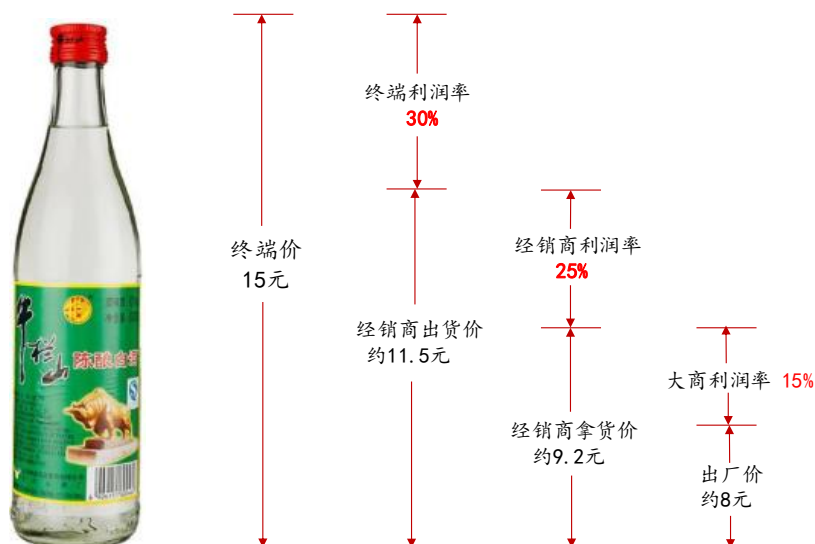 终端利润率
30%
终端价
15元
经销商利润率
25%
经销商出货价
约11.5元
大商利润率 15%
经销商拿货价
约9.2元
出厂价
约8元
牛栏山
陈酿白酒